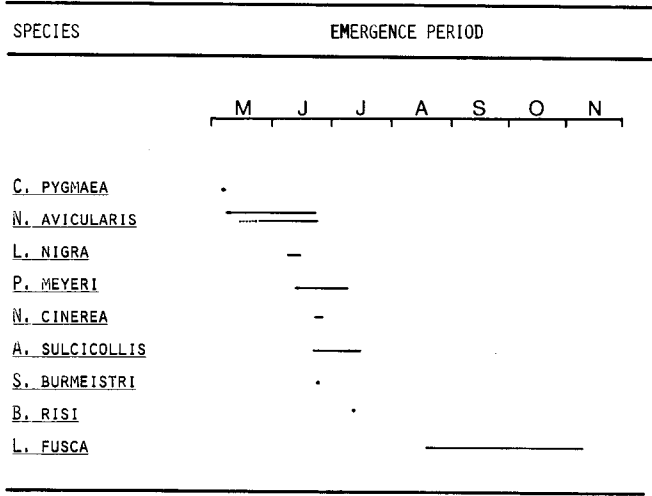 SPECIES EMERGENCE PERIOD
M J J A S O N
C. PYGMAEA
N. AVICULARIS
L. NIGRA
P. MEYERI
N. CINEREA
A. SULCICOLLIS
S. BURMEISTRI
B. RISI
L. FUSCA